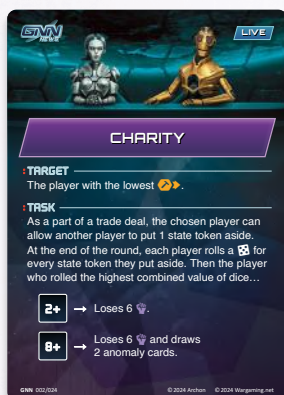 GNN
NEWS
LIVE
CHARITY
TARGET
The player with the lowest .
TASK
As a part of a trade deal, the chosen player can
allow another player to put 1 state token aside.
At the end of the round, each player rolls a for
every state token they put aside. Then the player
who rolled the highest combined value of dice…
2+ → Loses 6 .
8+ → Loses 6 and draws
2 anomaly cards.
GNN 002/024
© 2024 Archon © 2024 Wargaming.net